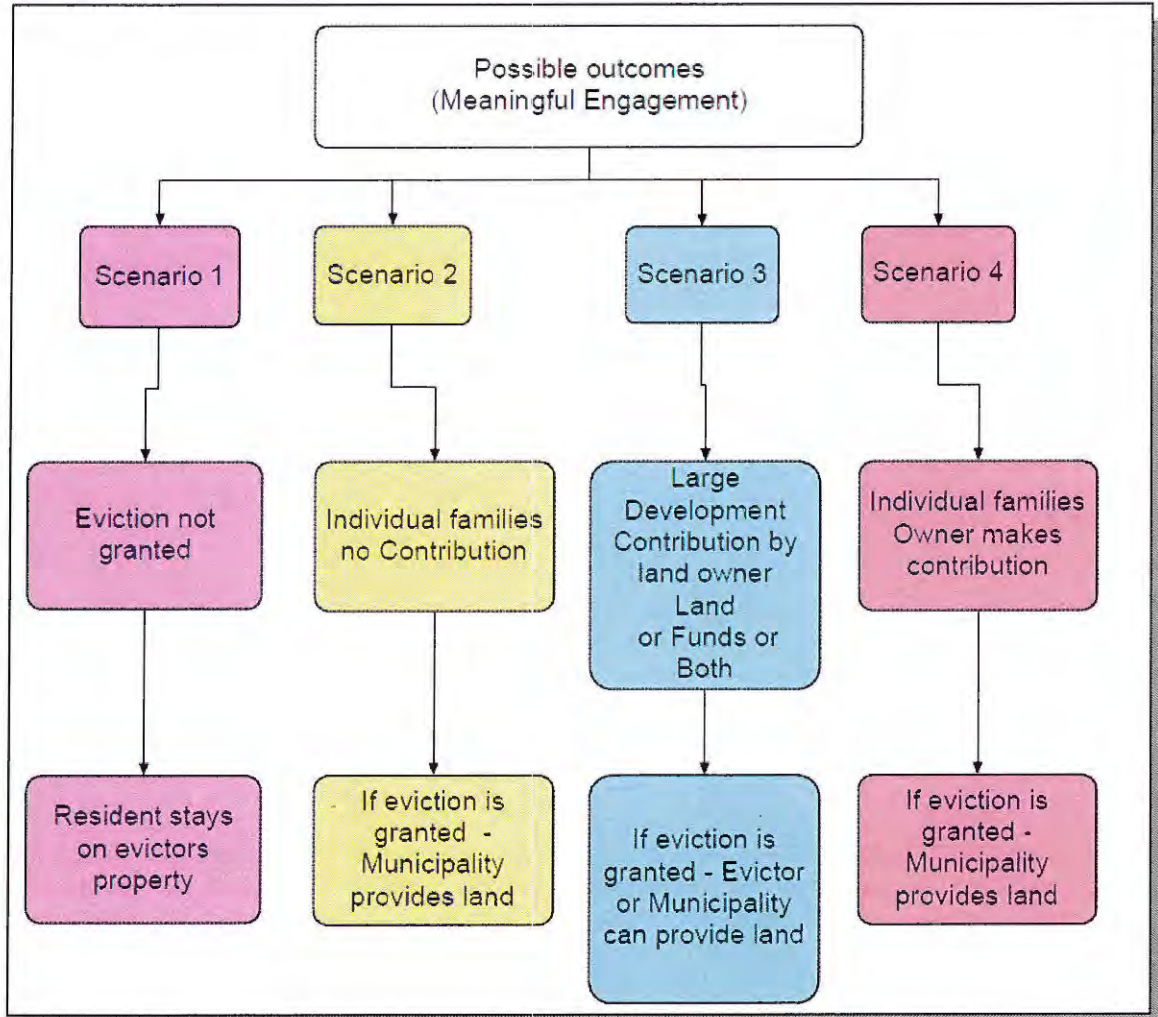 Possible outcomes
(Meaningful Engagement)
Scenario 1
Scenario 2
Scenario 3
Scenario 4
Eviction not
granted
Individual families
no Contribution
Large
Development
Contribution by
land owner
Land
or Funds or
Both
Individual families
Owner makes
contribution
Resident stays
on evictors
property
If eviction is
granted -
Municipality
provides land
If eviction is
granted - Evictor
or Municipality
can provide land
If eviction is
granted -
Municipality
provides land